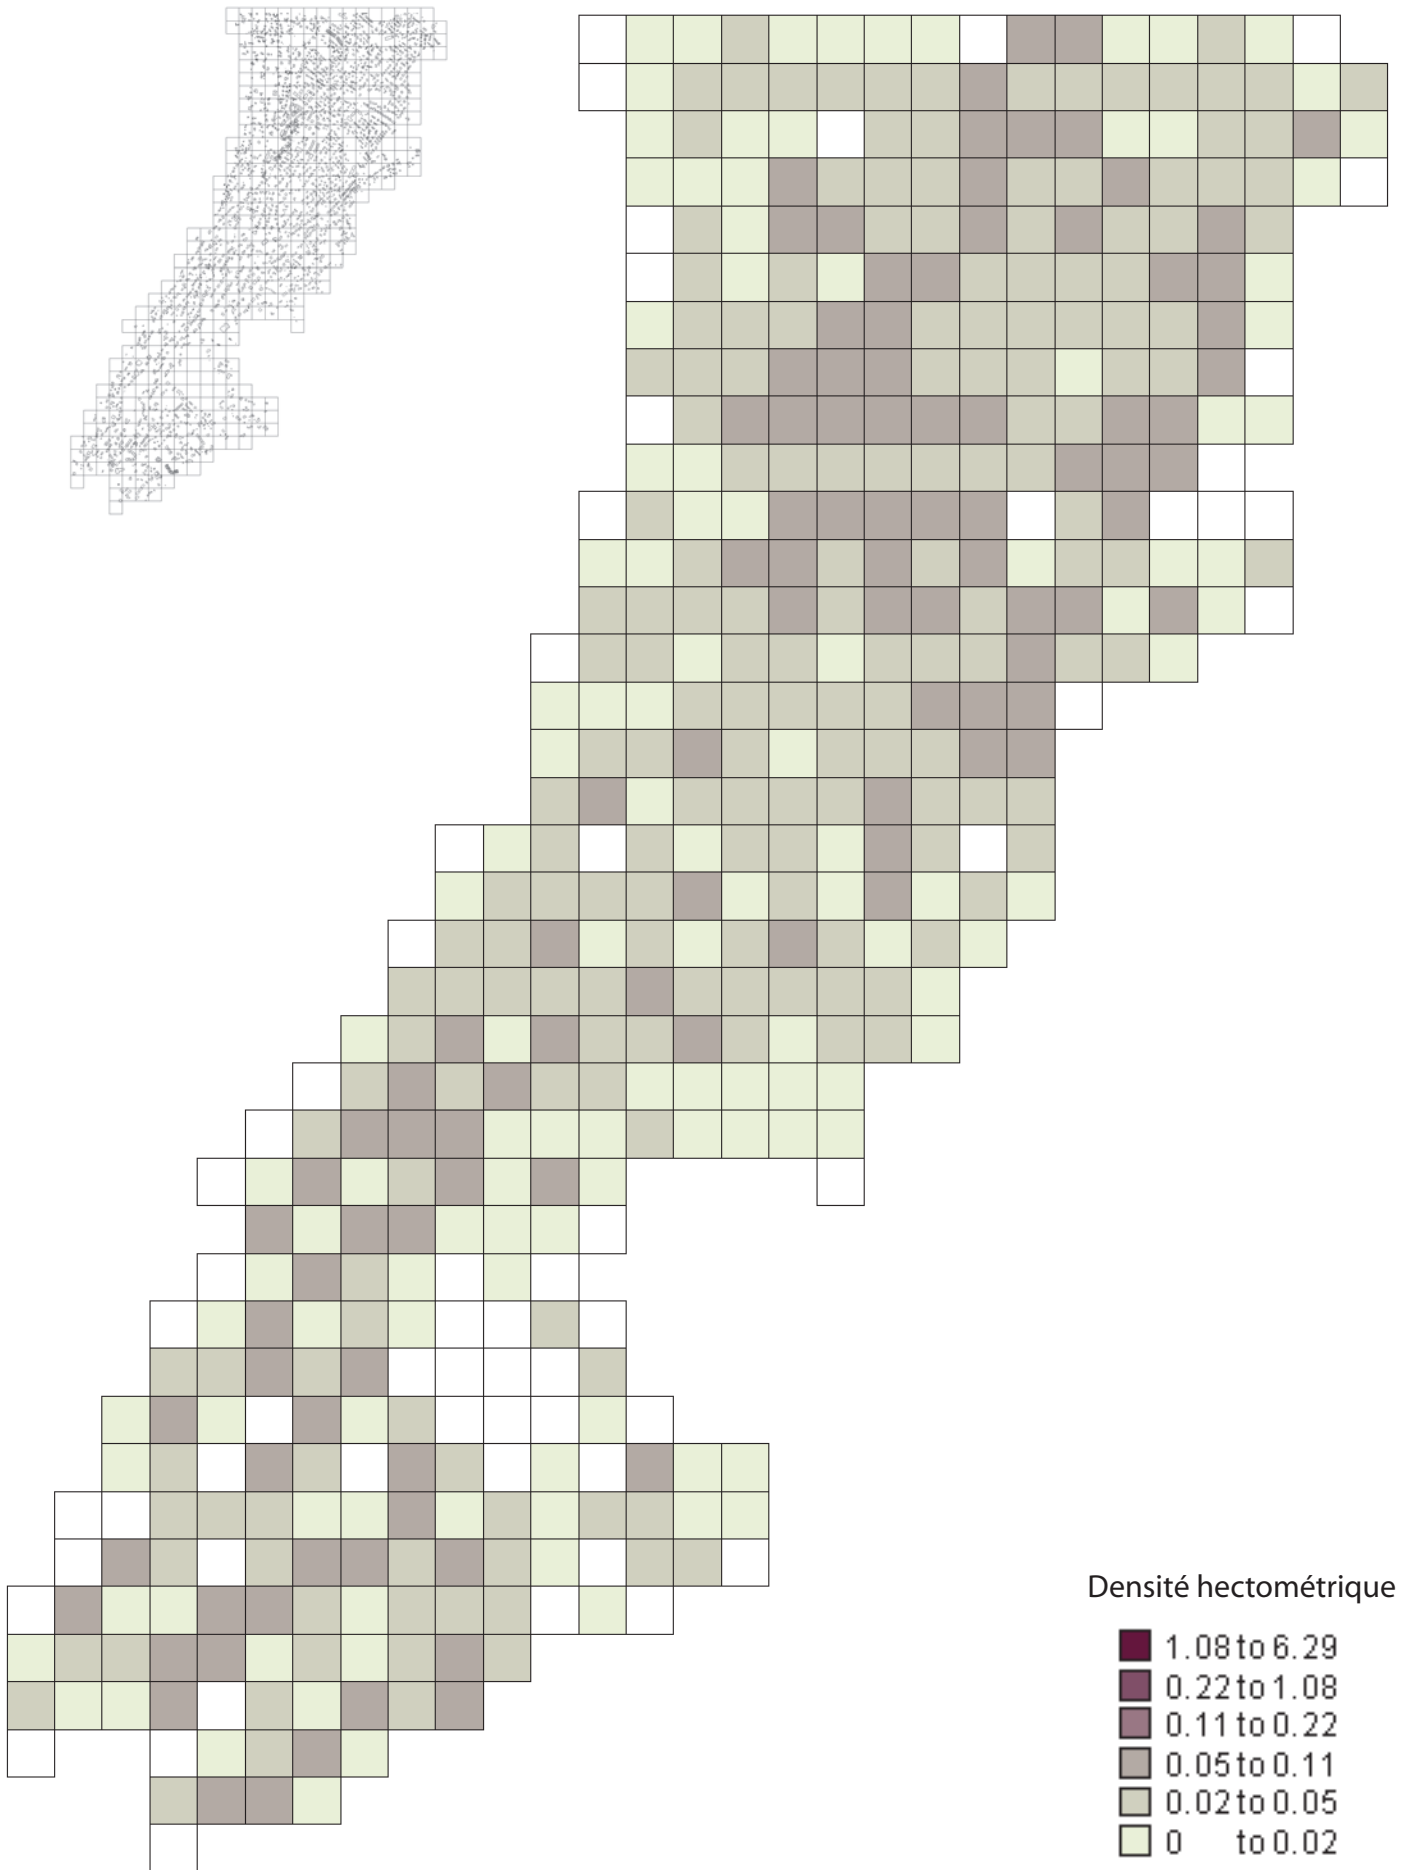 Densité hectométrique
1.08 to 6.29
0.22 to 1.08
0.11 to 0.22
0.05 to 0.11
0.02 to 0.05
0 to 0.02